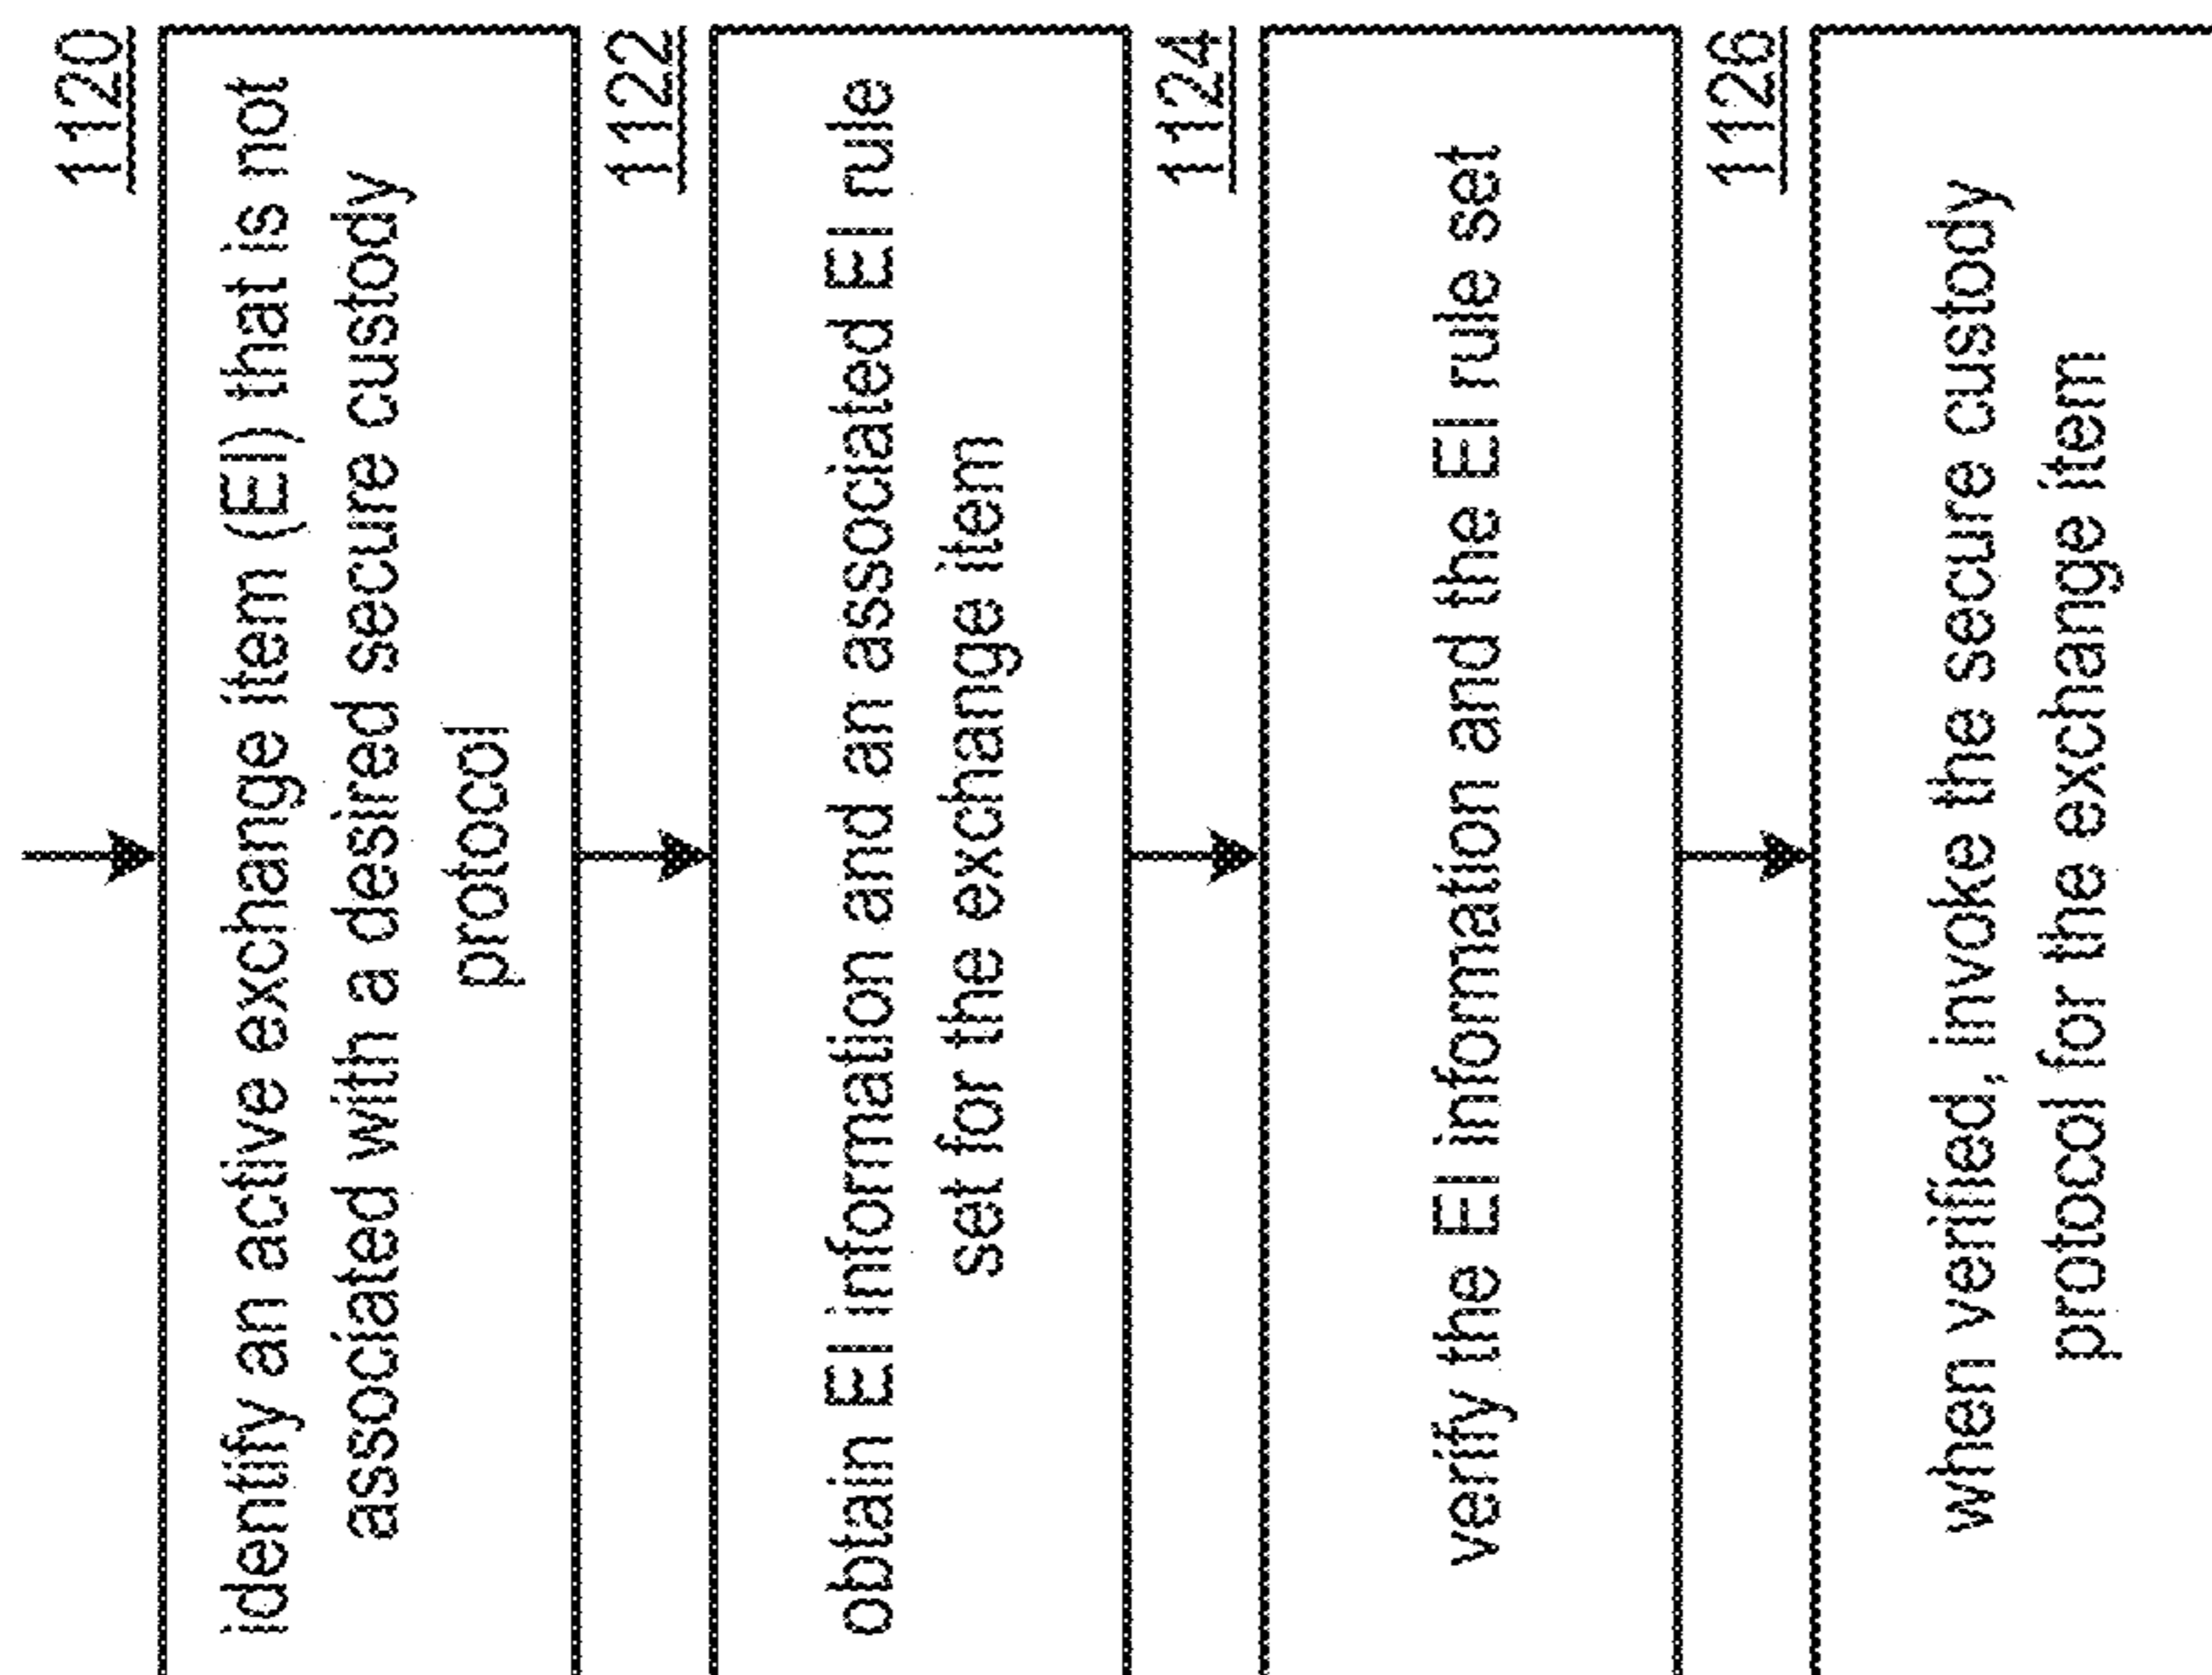 1120
identify an active exchange item (EI) that is not
associated with a desired secure custody
protocol
1122
obtain EI information and an associated EI rule
set for the exchange item
1124
verify the EI information and the EI rule set
1126
when verified, invoke the secure custody
protocol for the exchange item